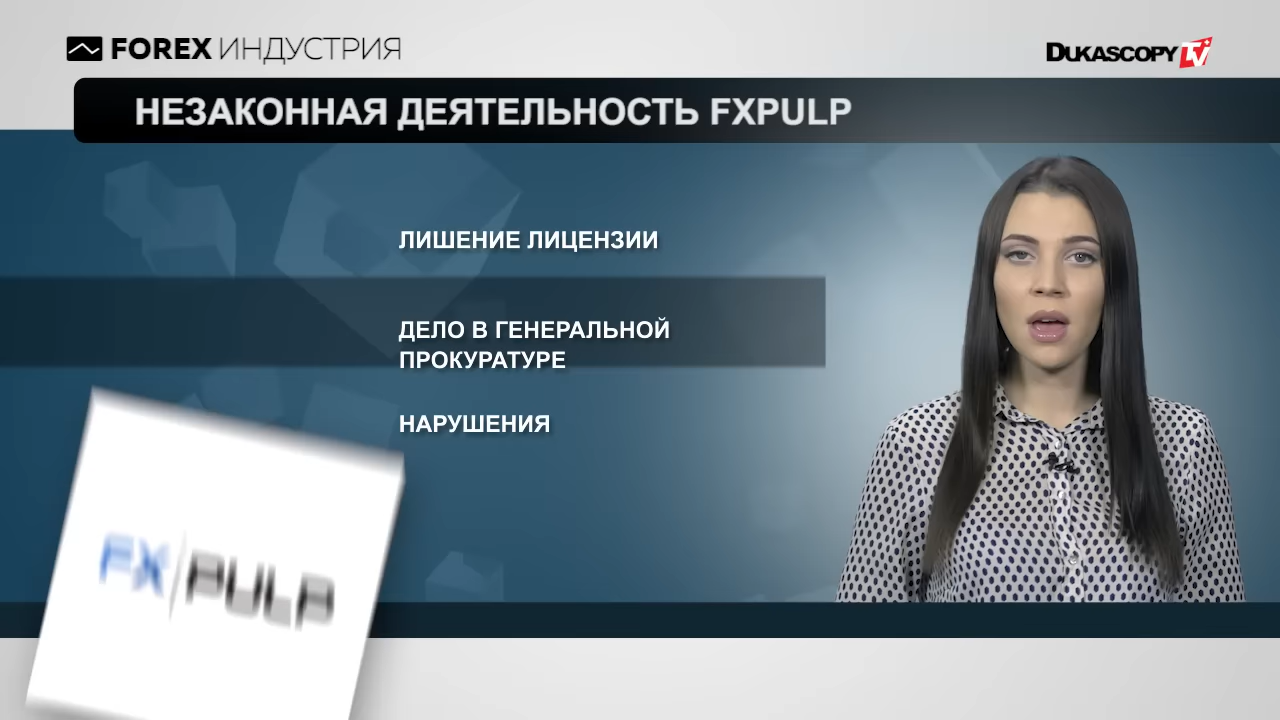 FOREX ИНДУСТРИЯ
DUKASCOPY TV
НЕЗАКОННАЯ ДЕЯТЕЛЬНОСТЬ FXPULP
ЛИШЕНИЕ ЛИЦЕНЗИИ
ДЕЛО В ГЕНЕРАЛЬНОЙ
ПРОКУРАТУРЕ
НАРУШЕНИЯ
FX|PULP